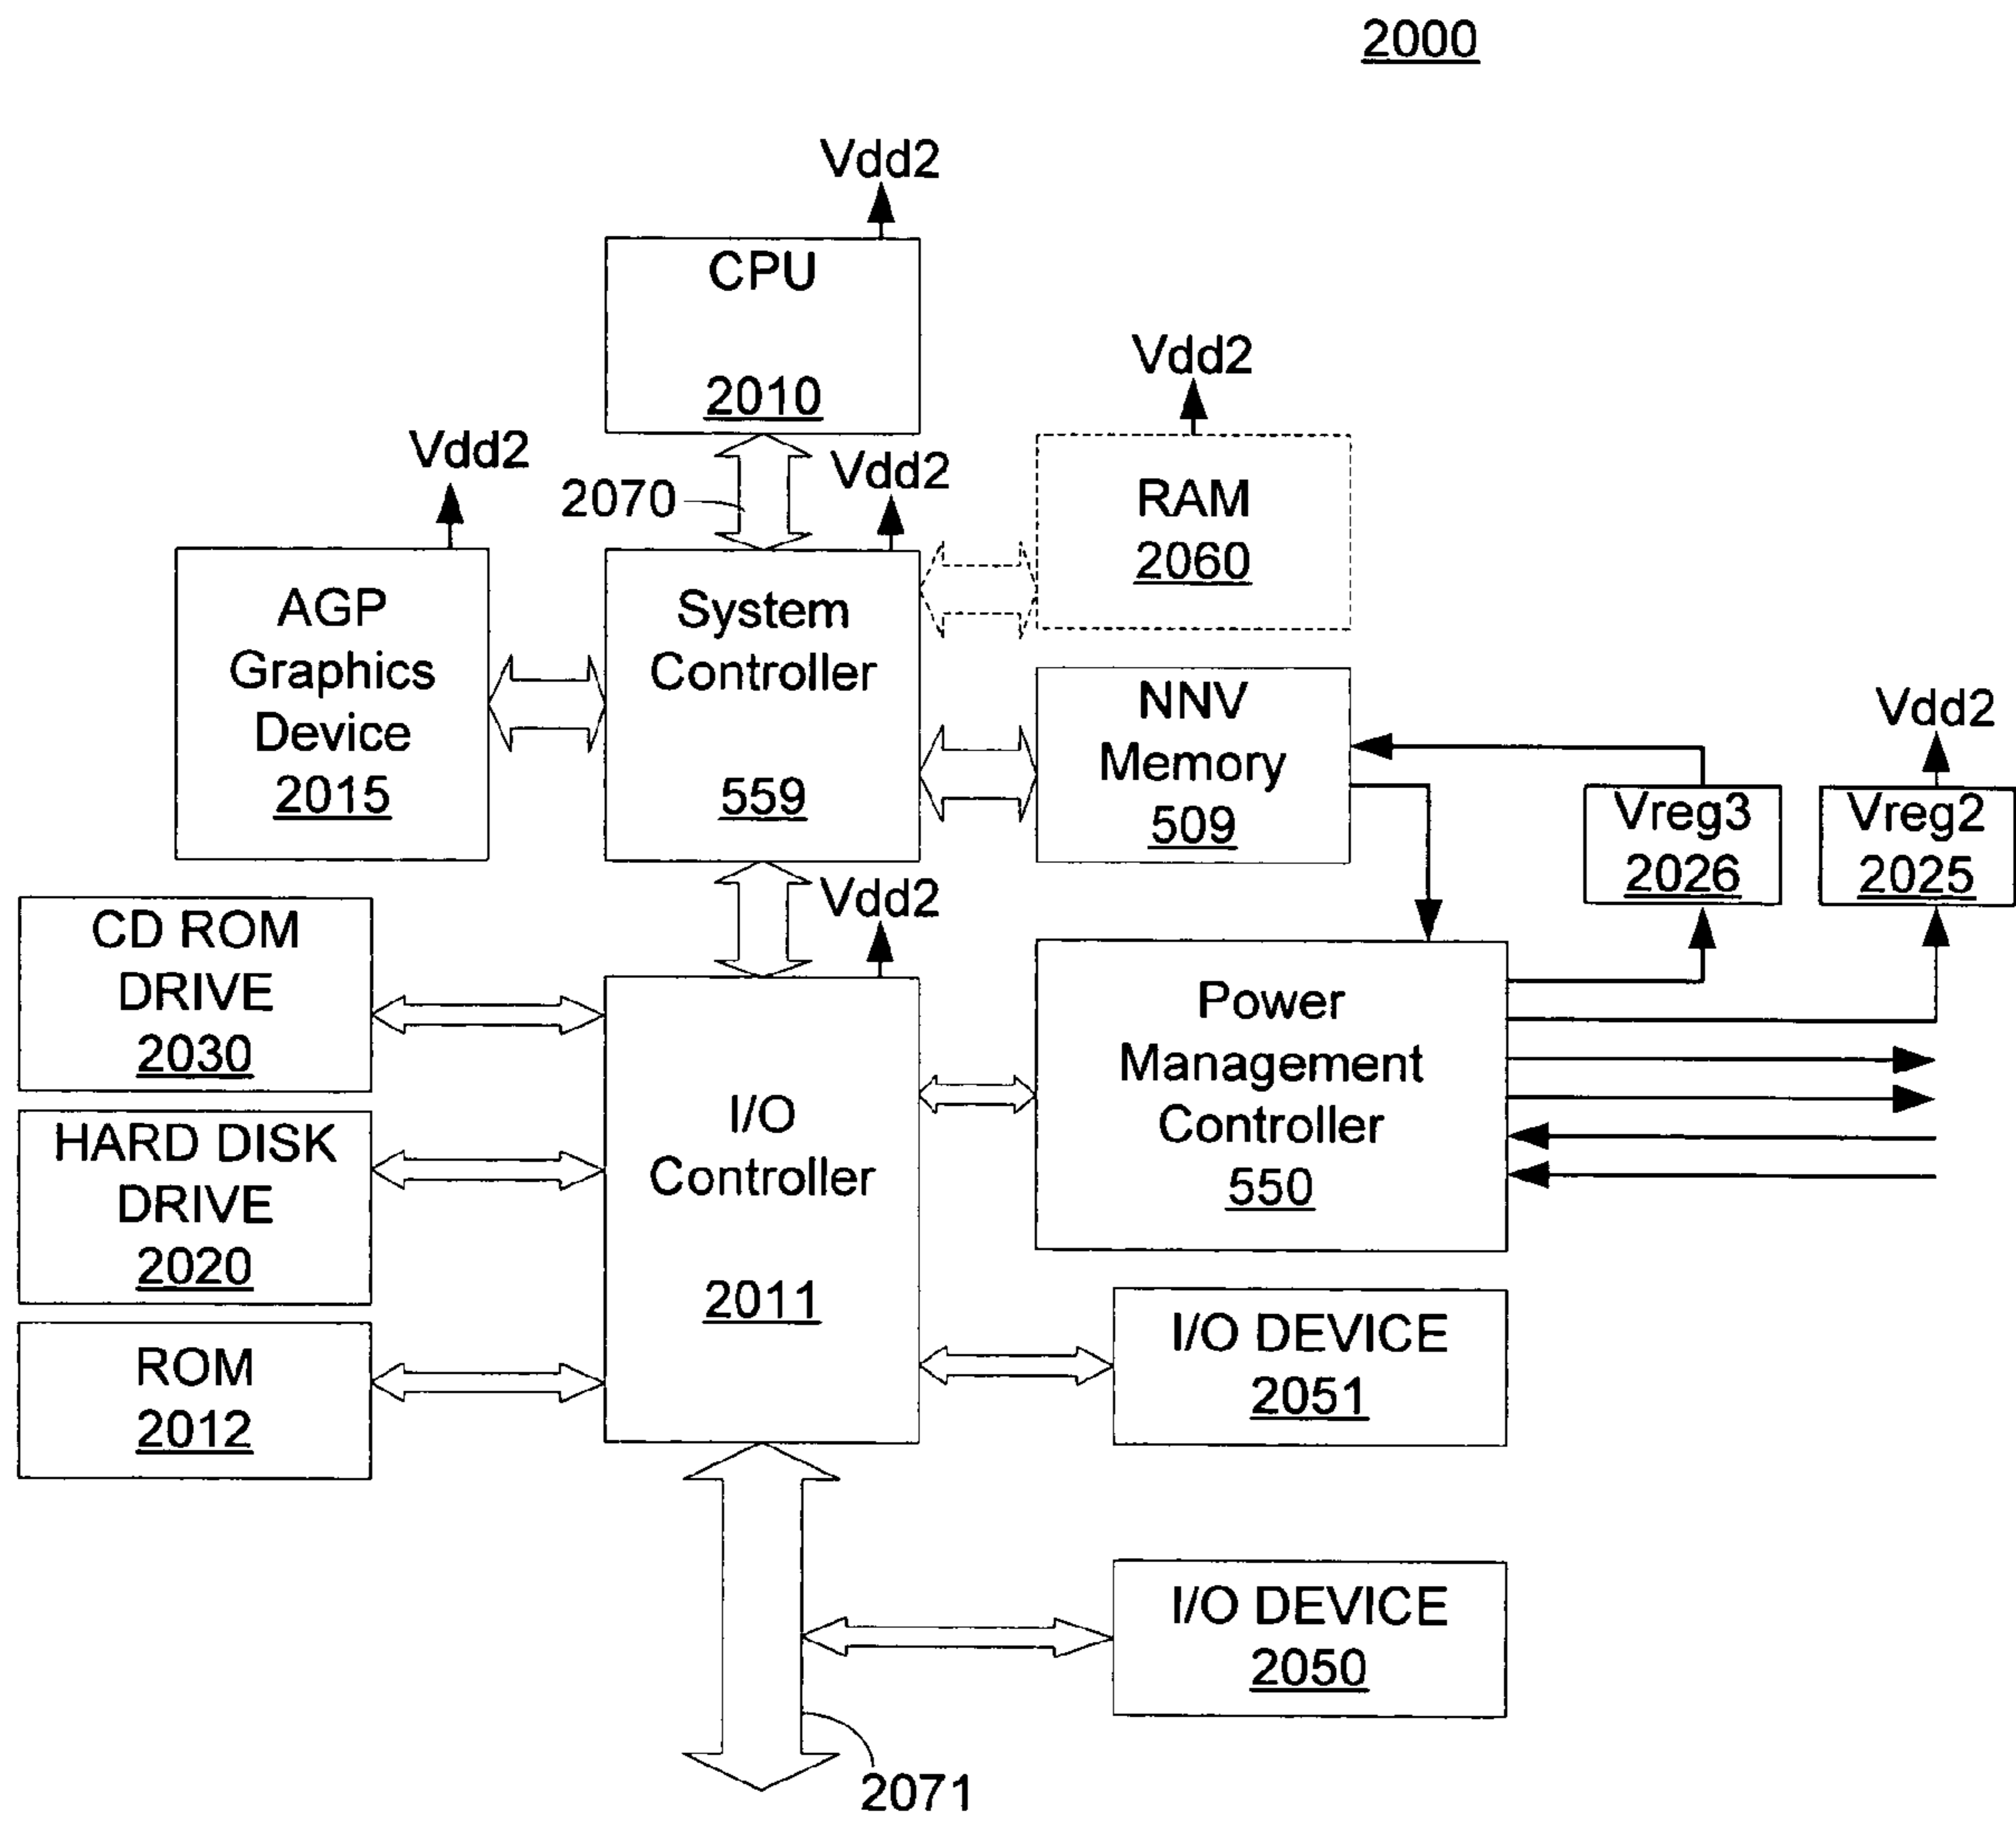 2000
Vdd2
CPU
2010
Vdd2
Vdd2
2070
Vdd2
RAM
2060
AGP
Graphics
Device
2015
System
Controller
559
NNV
Memory
509
Vdd2
Vreg3
2026
Vreg2
2025
Vdd2
CD ROM
DRIVE
2030
HARD DISK
DRIVE
2020
ROM
2012
I/O
Controller
2011
Power
Management
Controller
550
I/O DEVICE
2051
I/O DEVICE
2050
2071